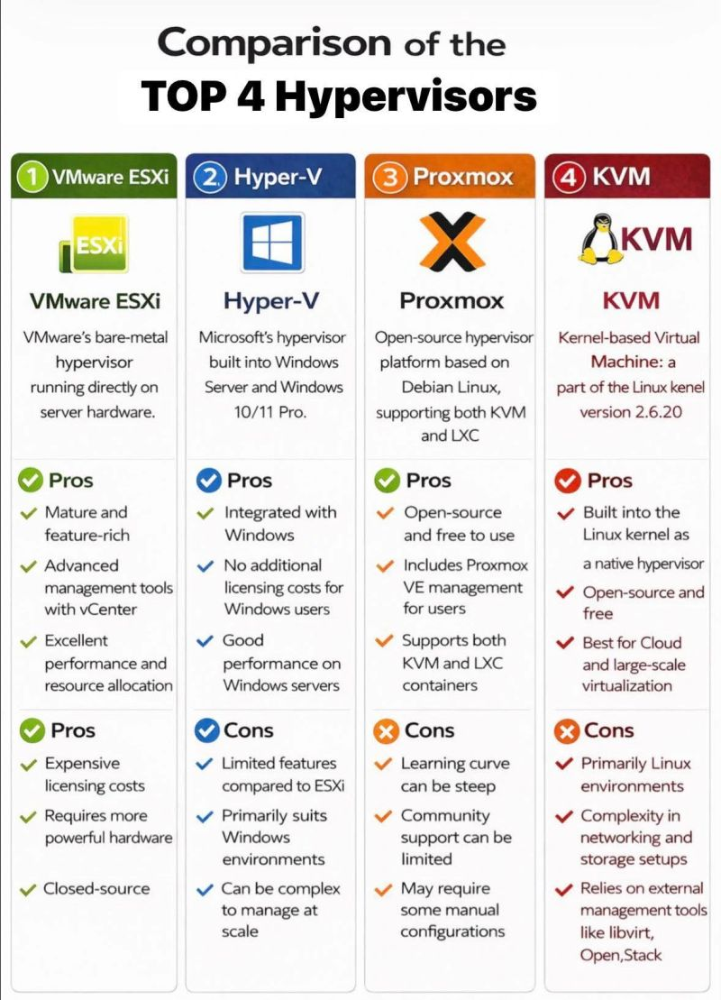 Comparison of the
TOP 4 Hypervisors
1 VMware ESXi
ESXi
VMware ESXi
VMware's bare-metal
hypervisor
running directly on
server hardware.
Pros
Mature and
feature-rich
Advanced
management tools
with vCenter
Excellent
performance and
resource allocation
Pros
Expensive
licensing costs
Requires more
powerful hardware
Closed-source
2. Hyper-V
Hyper-V
Microsoft's hypervisor
built into Windows
Server and Windows
10/11 Pro.
Pros
Integrated with
Windows
No additional
licensing costs for
Windows users
Good
performance on
Windows servers
Cons
Limited features
compared to ESXi
Primarily suits
Windows
environments
Can be complex
to manage at
scale
3 Proxmox
Proxmox
Open-source hypervisor
platform based on
Debian Linux,
supporting both KVM
and LXC
Pros
Open-source
and free to use
Includes Proxmox
VE management
for users
Supports both
KVM and LXC
containers
Cons
Learning curve
can be steep
Community
support can be
limited
May require
some manual
configurations
4 KVM
KVM
KVM
Kernel-based Virtual
Machine: a
part of the Linux kenel
version 2.6.20
Pros
Built into the
Linux kernel as
a native hypervisor
Open-source and
free
Best for Cloud
and large-scale
virtualization
Cons
Primarily Linux
environments
Complexity in
networking and
storage setups
Relies on external
management tools
like libvirt,
Open,Stack